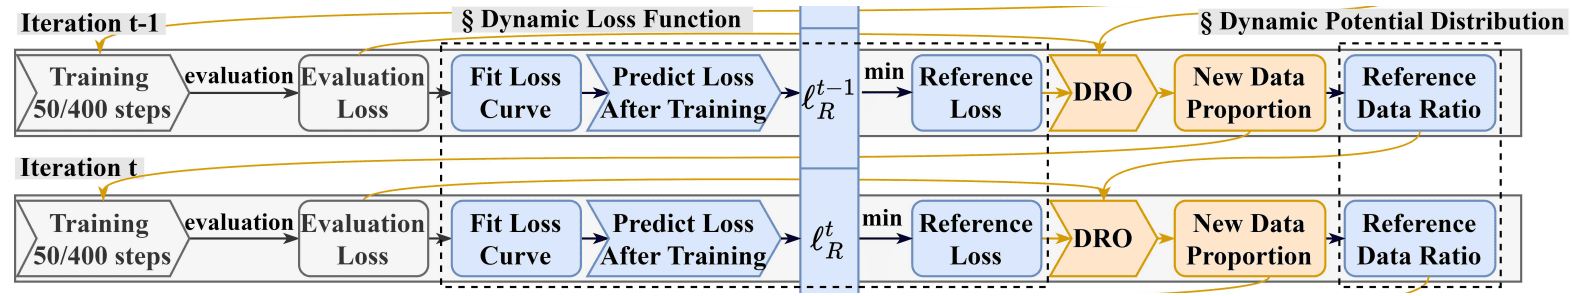 Iteration t-1
§ Dynamic Loss Function
§ Dynamic Potential Distribution
Training
50/400 steps
evaluation
Evaluation
Loss
Fit Loss
Curve
Predict Loss
After Training
ℓ_R^{t-1}
min
Reference
Loss
DRO
New Data
Proportion
Reference
Data Ratio
Iteration t
Training
50/400 steps
evaluation
Evaluation
Loss
Fit Loss
Curve
Predict Loss
After Training
ℓ_R^t
min
Reference
Loss
DRO
New Data
Proportion
Reference
Data Ratio